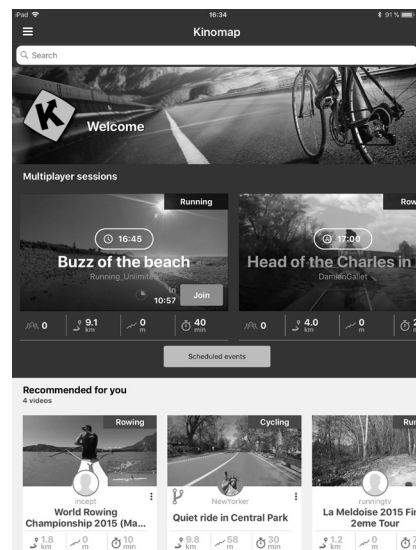 iPad 16:34 91 %
Kinomap
Search
Welcome
Multiplayer sessions
Running
16:45
Buzz of the beach
Running_Unlimite
In
10:57
Join
0
9.1
km
0
m
40
min
Row
17:00
Head of the Charles in
DamienGallet
0
4.0
km
0
m
Scheduled events
Recommended for you
4 videos
Rowing
incept
World Rowing
Championship 2015 (Ma...
1.8
km
0
m
10
min
Cycling
NewYorker
Quiet ride in Central Park
9.8
km
58
m
30
min
Run
runningtv
La Meldoise 2015 Fin
2eme Tour
1.2
km
0
m